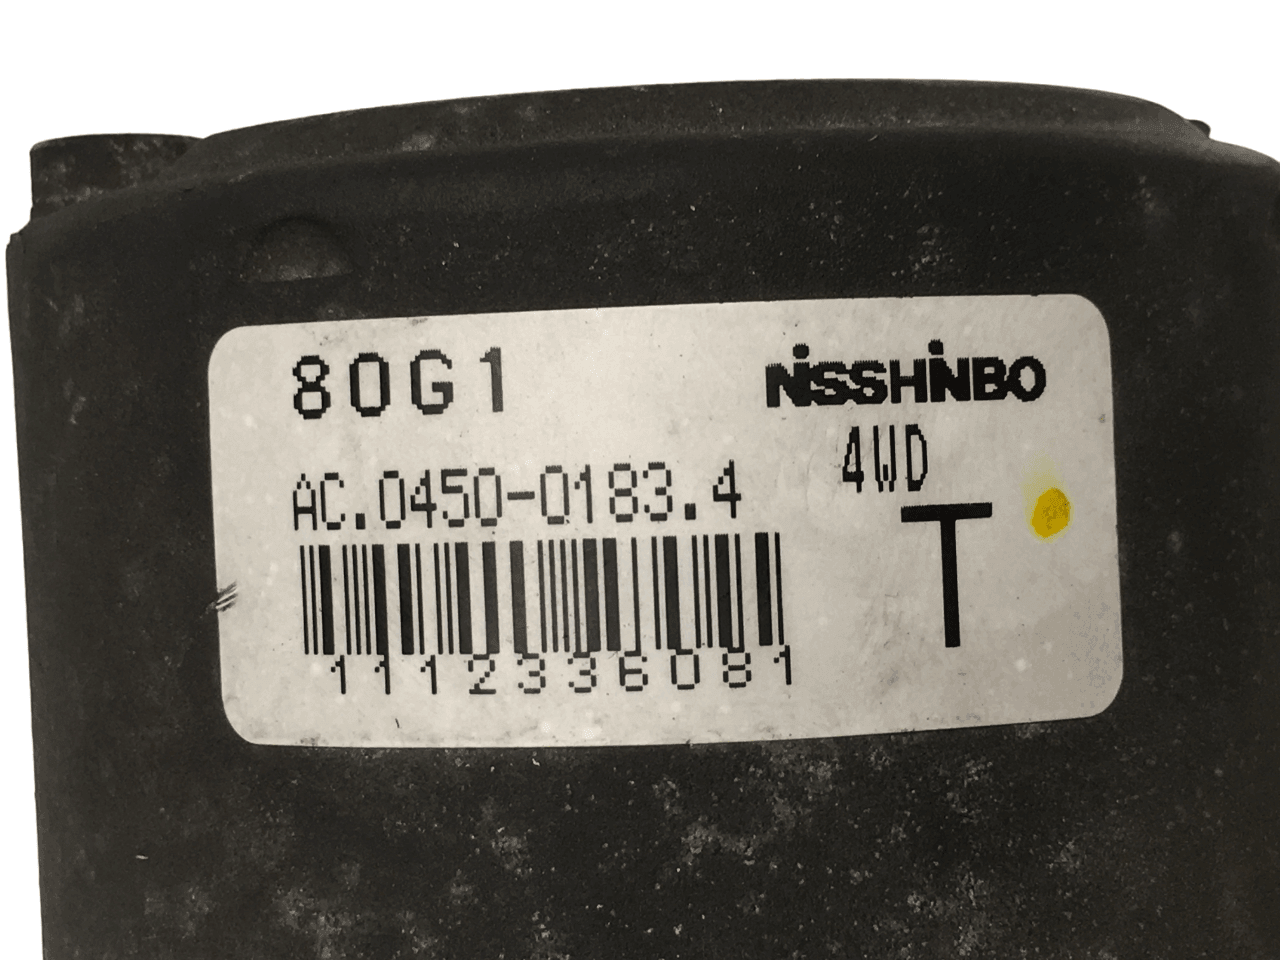 80G1
NISSHINBO
4WD
AC.0450-0183.4
T
1112336081